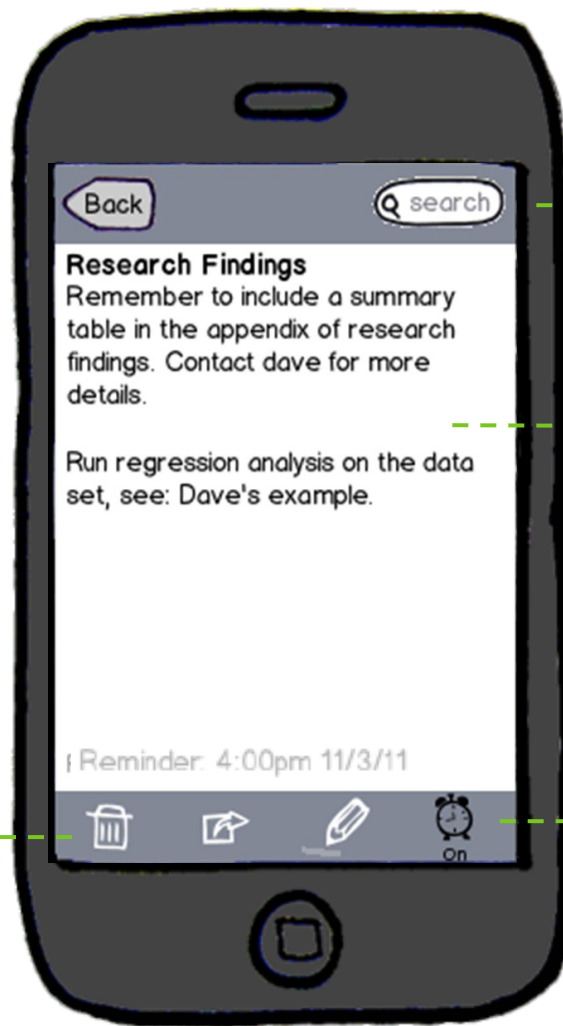 Back
search
Research Findings
Remember to include a summary
table in the appendix of research
findings. Contact dave for more
details.
Run regression analysis on the data
set, see: Dave's example.
Reminder: 4:00pm 11/3/11
On